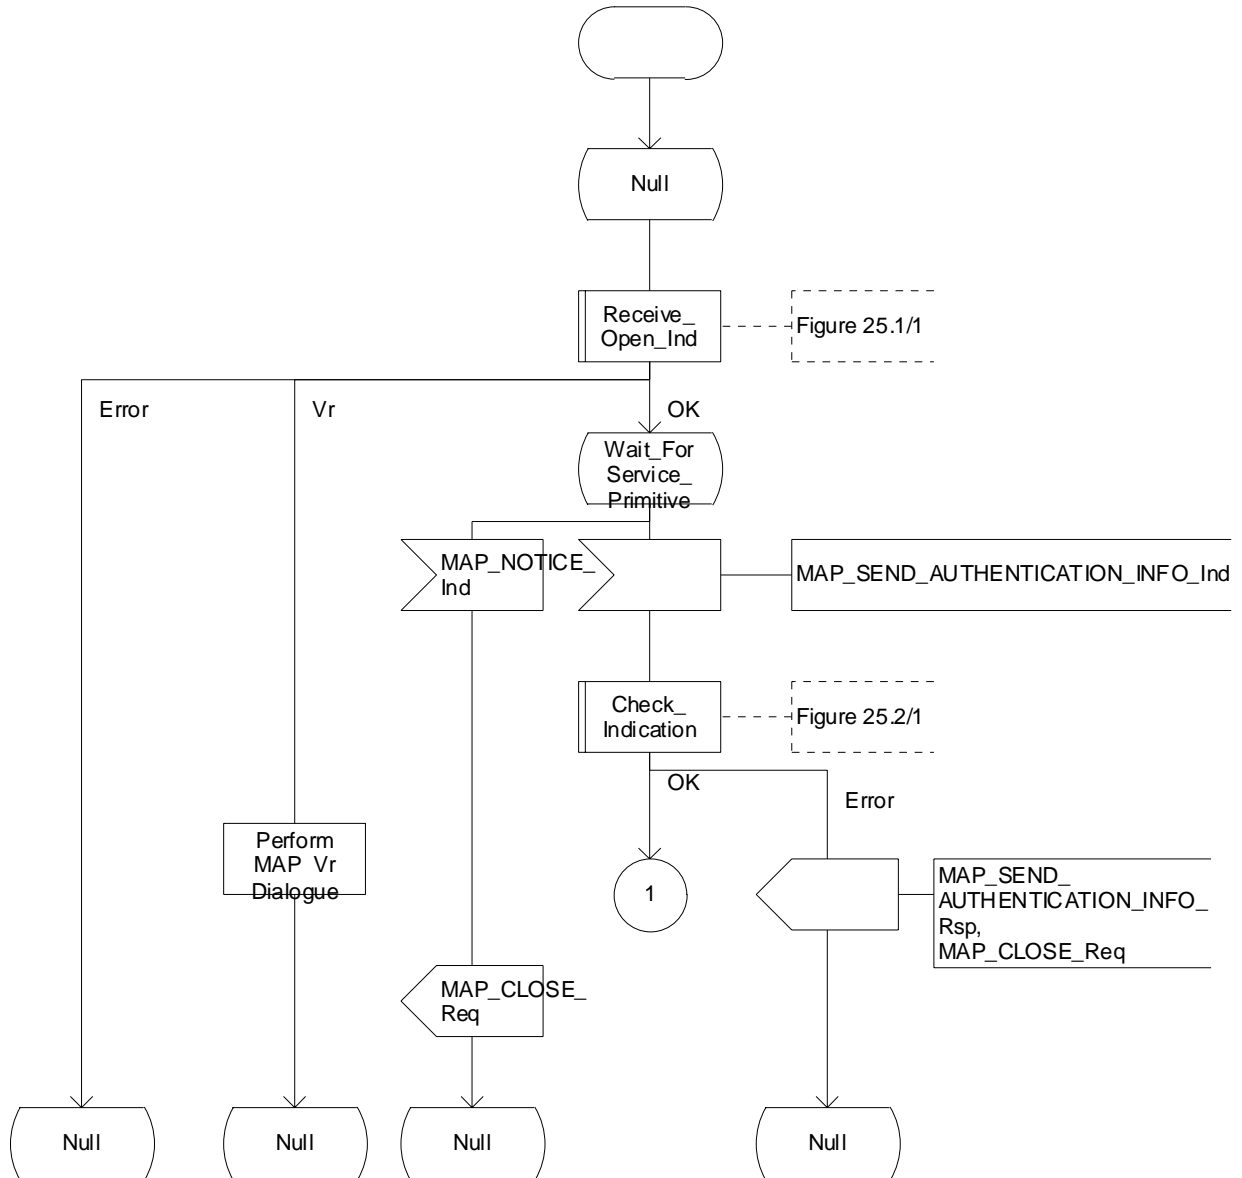 Null
Receive_
Open_Ind
Figure 25.1/1
Error
Vr
OK
Wait_For
Service_
Primitive
MAP_NOTICE_
Ind
MAP_SEND_AUTHENTICATION_INFO_Ind
Check_
Indication
Figure 25.2/1
OK
Error
Perform
MAP Vr
Dialogue
1
MAP_SEND_
AUTHENTICATION_INFO_
Rsp,
MAP_CLOSE_Req
MAP_CLOSE_
Req
Null
Null
Null
Null